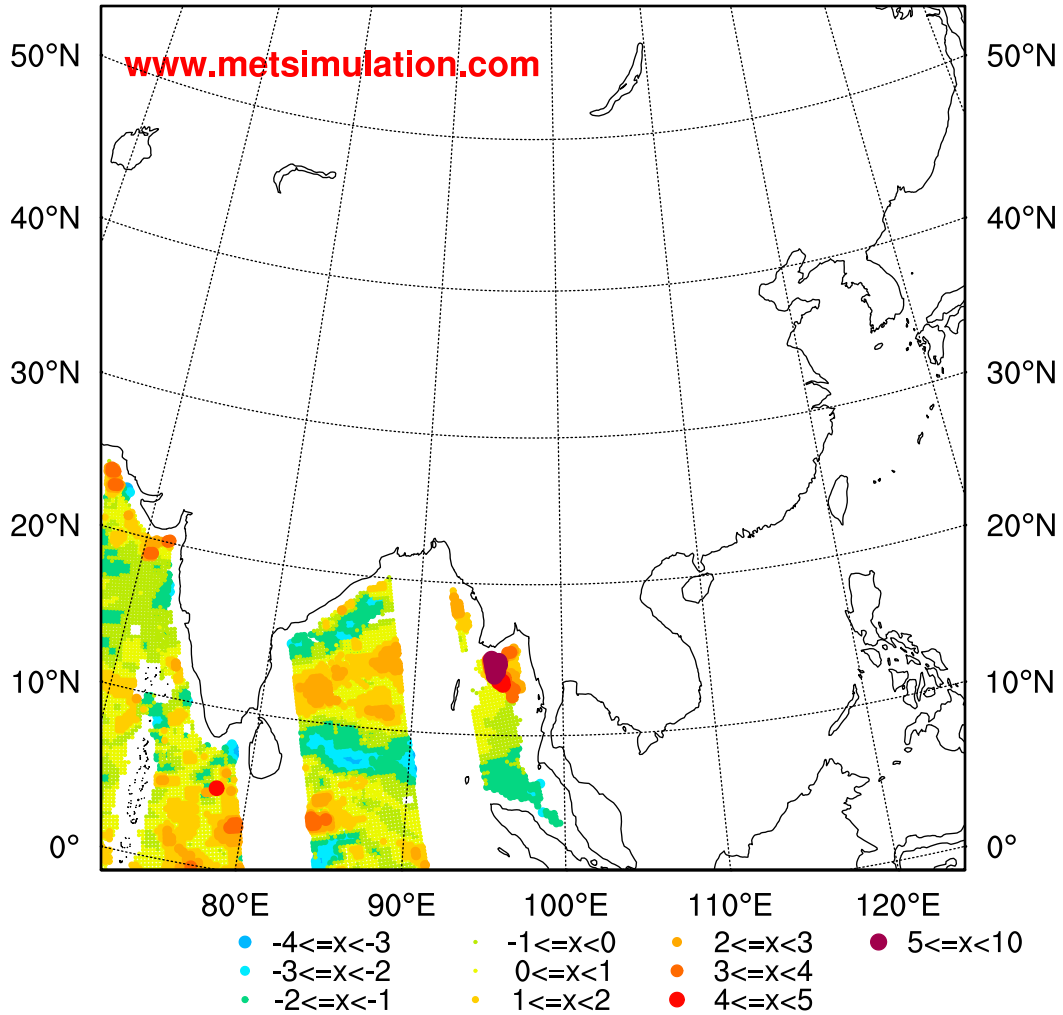 www.metsimulation.com
50°N 50°N
40°N 40°N
30°N 30°N
20°N 20°N
10°N 10°N
0° 0°
80°E 90°E 100°E 110°E 120°E
-4<=x<-3 -1<=x<0 2<=x<3 5<=x<10
-3<=x<-2 0<=x<1 3<=x<4
-2<=x<-1 1<=x<2 4<=x<5